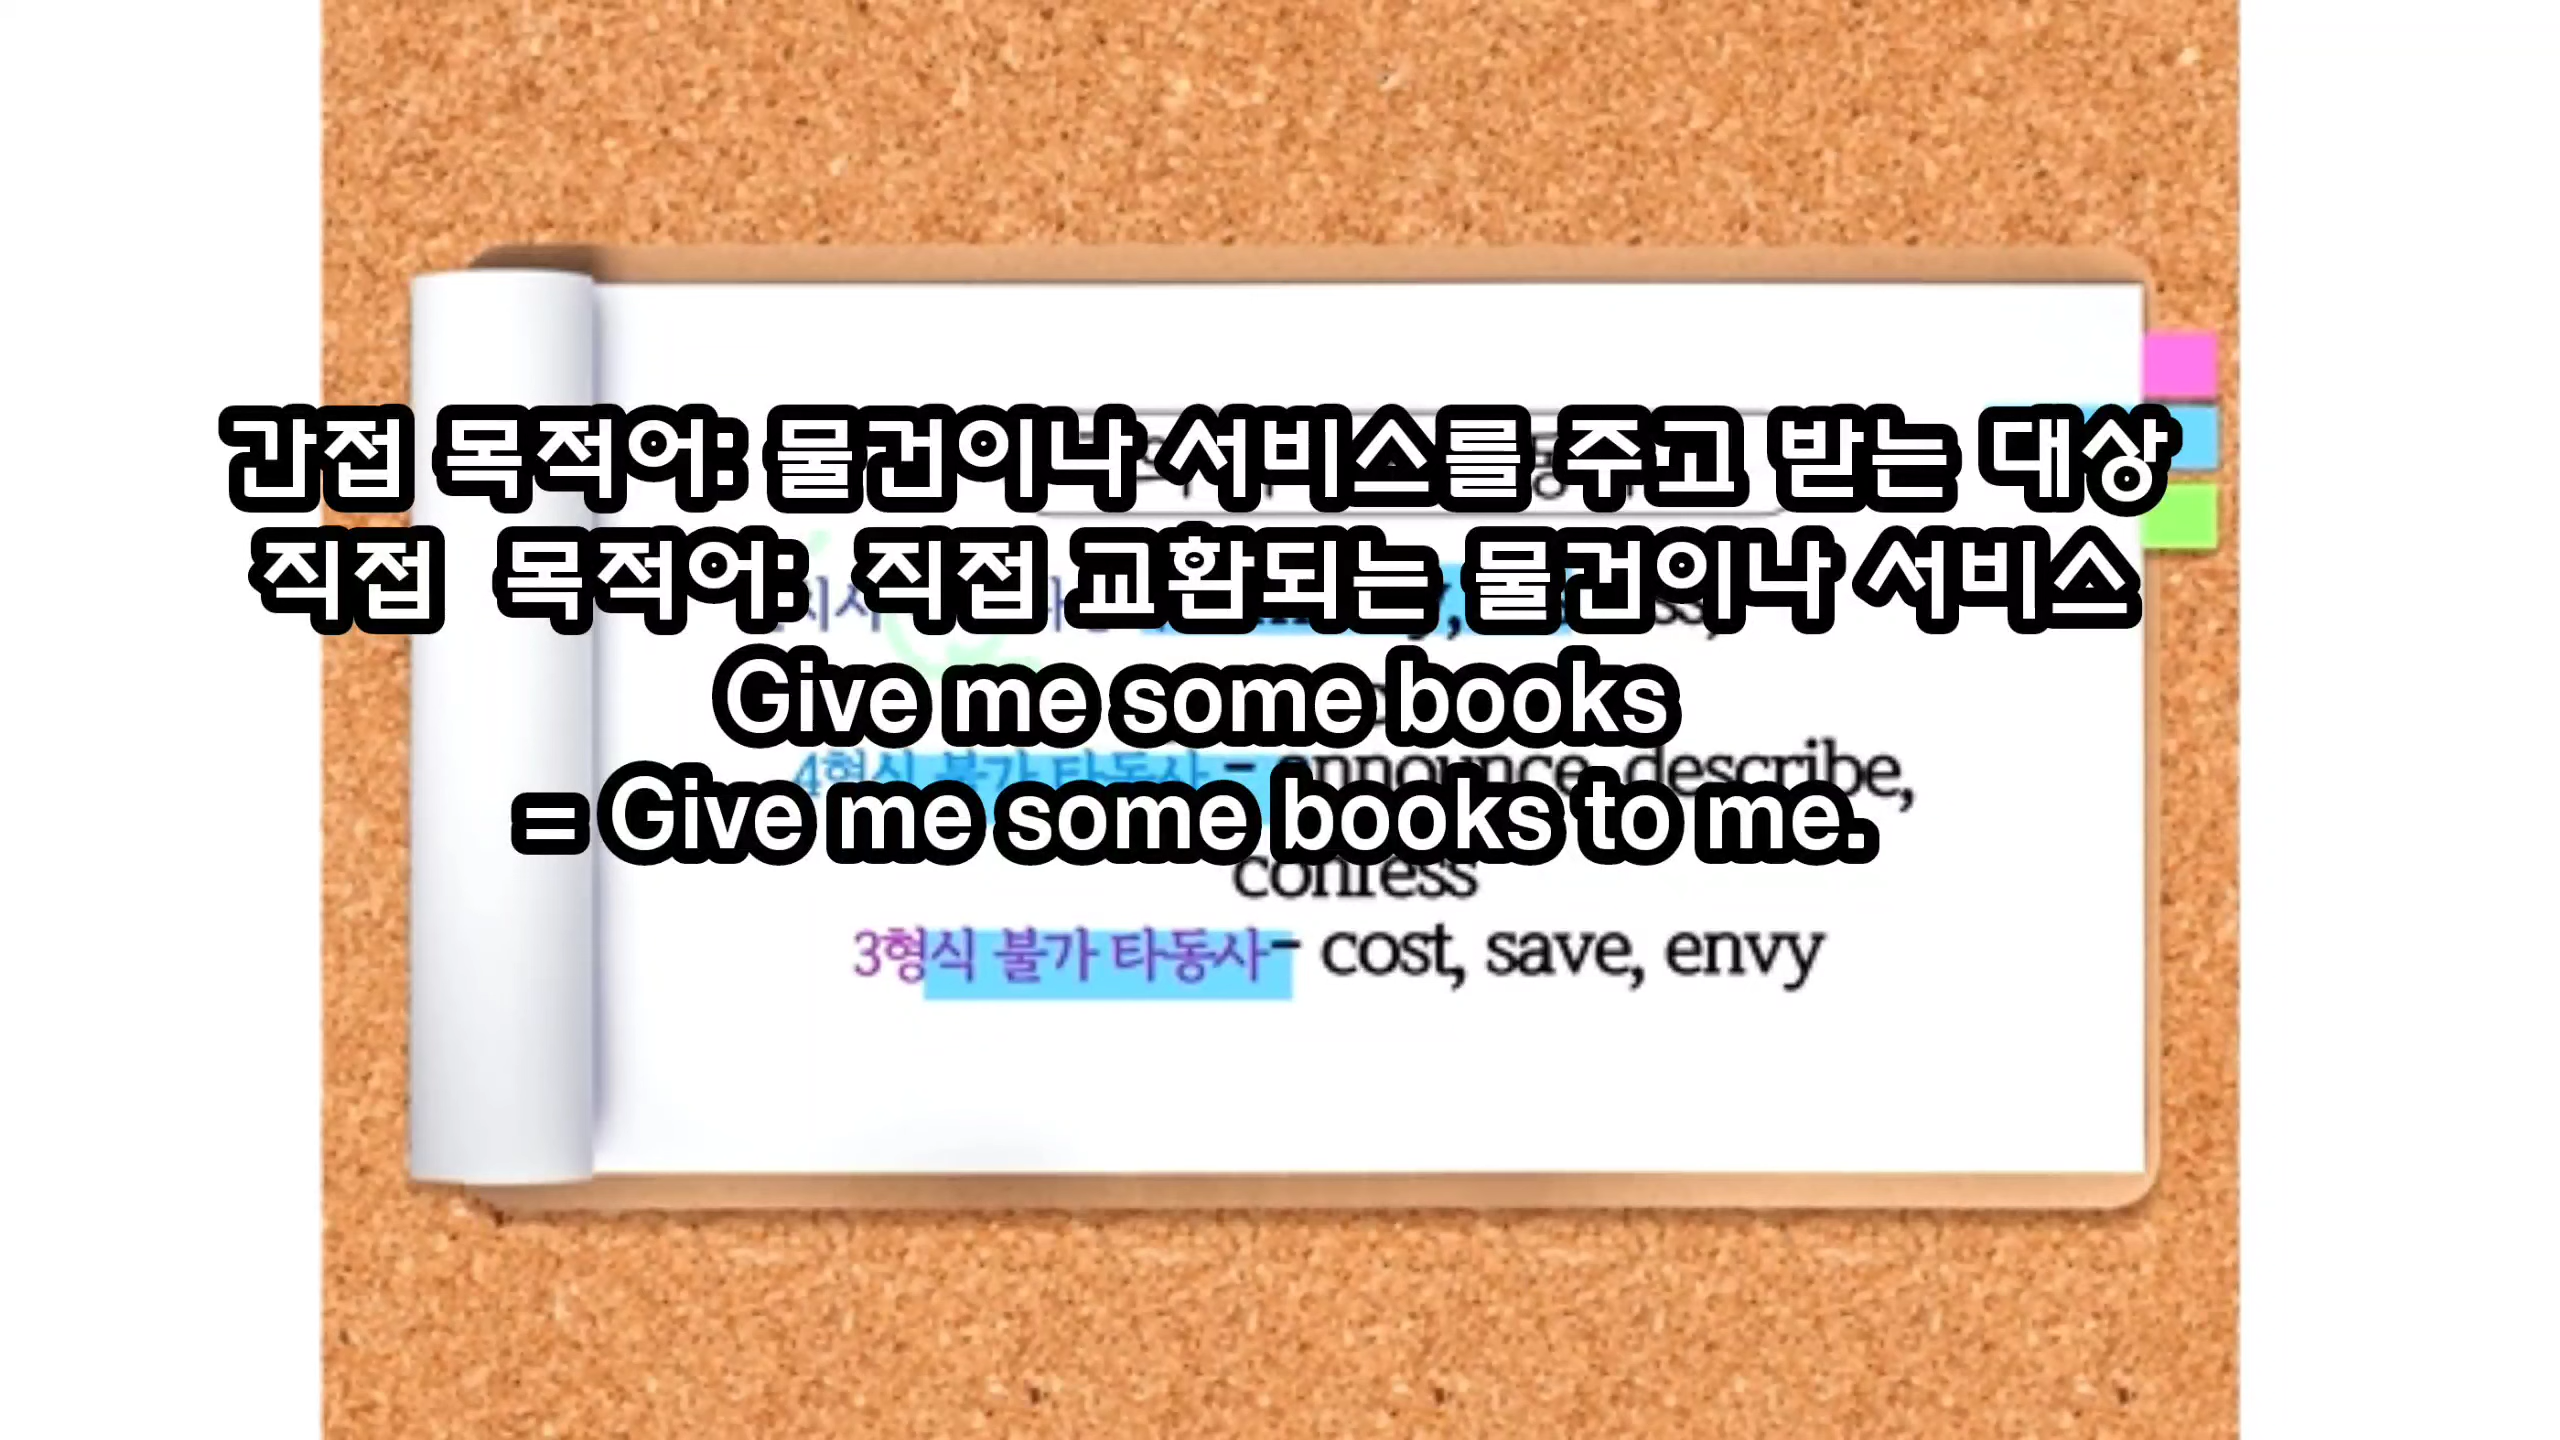 간접 목적어: 물건이나 서비스를 주고 받는 대상
직접 목적어: 직접 교환되는 물건이나 서비스
Give me some books
4형식 불가 타동사 - announce, describe,
= Give me some books to me.
confess
3형식 불가 타동사- cost, save, envy